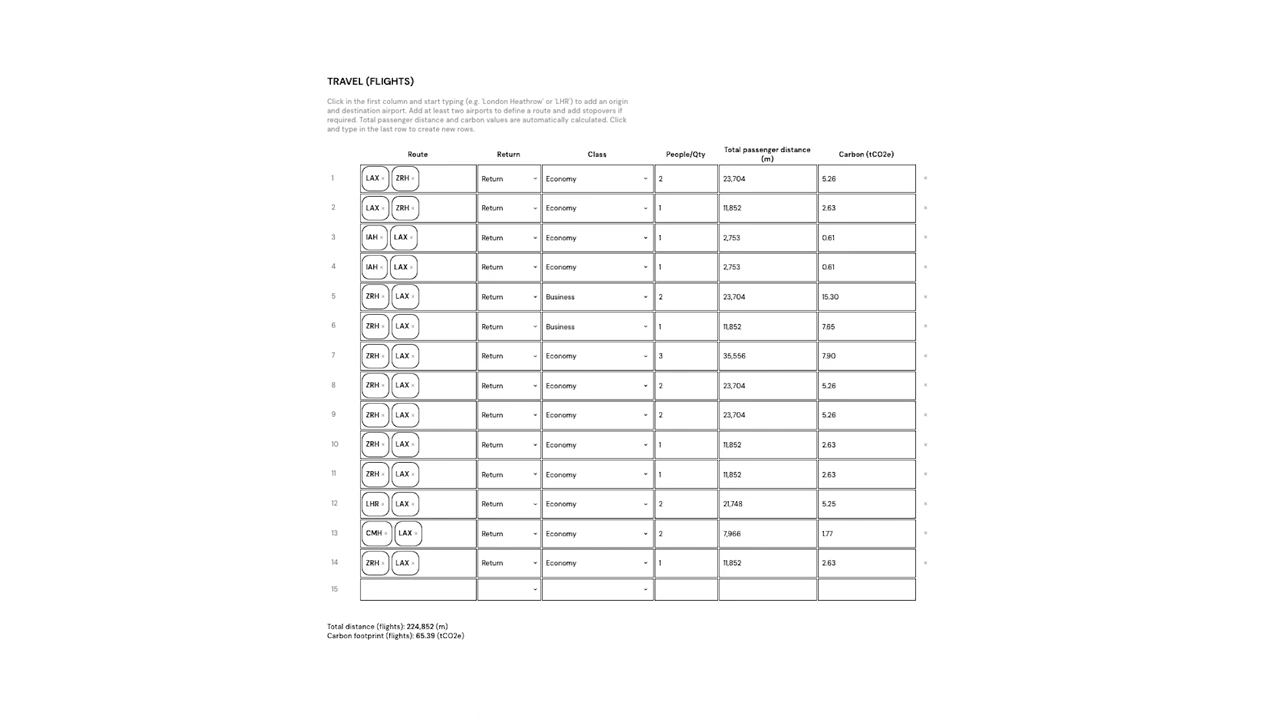 TRAVEL (FLIGHTS)
Click in the first column and start typing (e.g. 'London Heathrow' or 'LHR') to add an origin
and destination airport. Add at least two airports to define a route and add stopovers if
required. Total passenger distance and carbon values are automatically calculated. Click
and type in the last row to create new rows.
Route Return Class People/Qty Total passenger distance (m) Carbon (tCO2e)
1 LAX × ZRH × Return Economy 2 23,704 5.26 ×
2 LAX × ZRH × Return Economy 1 11,852 2.63 ×
3 IAH × LAX × Return Economy 1 2,753 0.61 ×
4 IAH × LAX × Return Economy 1 2,753 0.61 ×
5 ZRH × LAX × Return Business 2 23,704 15.30 ×
6 ZRH × LAX × Return Business 1 11,852 7.65 ×
7 ZRH × LAX × Return Economy 3 35,556 7.90 ×
8 ZRH × LAX × Return Economy 2 23,704 5.26 ×
9 ZRH × LAX × Return Economy 2 23,704 5.26 ×
10 ZRH × LAX × Return Economy 1 11,852 2.63 ×
11 ZRH × LAX × Return Economy 1 11,852 2.63 ×
12 LHR × LAX × Return Economy 2 21,748 5.25 ×
13 CMH × LAX × Return Economy 2 7,966 1.77 ×
14 ZRH × LAX × Return Economy 1 11,852 2.63 ×
15
Total distance (flights): 224,852 (m)
Carbon footprint (flights): 65.39 (tCO2e)